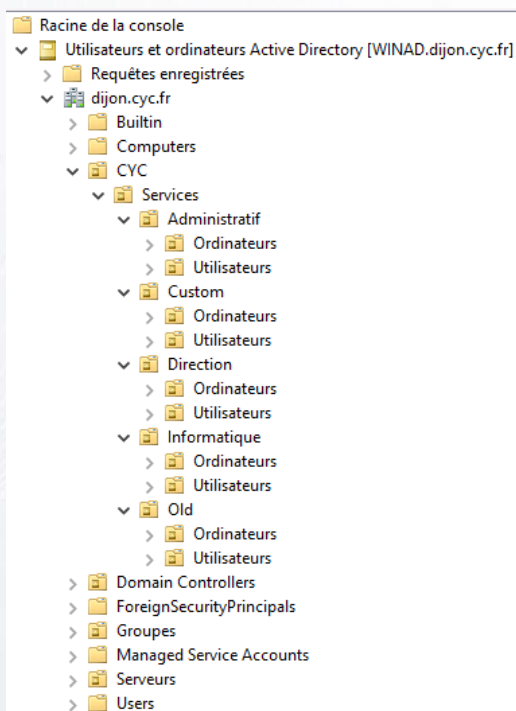 Racine de la console
Utilisateurs et ordinateurs Active Directory [WINAD.dijon.cyc.fr]
Requêtes enregistrées
dijon.cyc.fr
Builtin
Computers
CYC
Services
Administratif
Ordinateurs
Utilisateurs
Custom
Ordinateurs
Utilisateurs
Direction
Ordinateurs
Utilisateurs
Informatique
Ordinateurs
Utilisateurs
Old
Ordinateurs
Utilisateurs
Domain Controllers
ForeignSecurityPrincipals
Groupes
Managed Service Accounts
Serveurs
Users